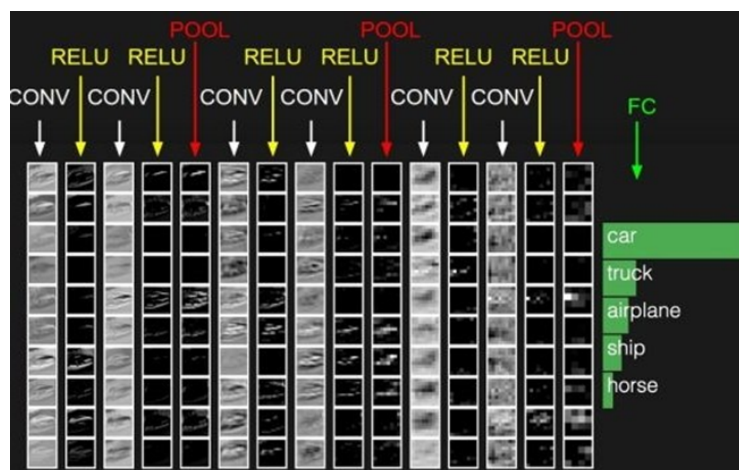 POOL POOL POOL
RELU RELU RELU RELU RELU RELU
CONV CONV CONV CONV CONV CONV
FC
car
truck
airplane
ship
horse